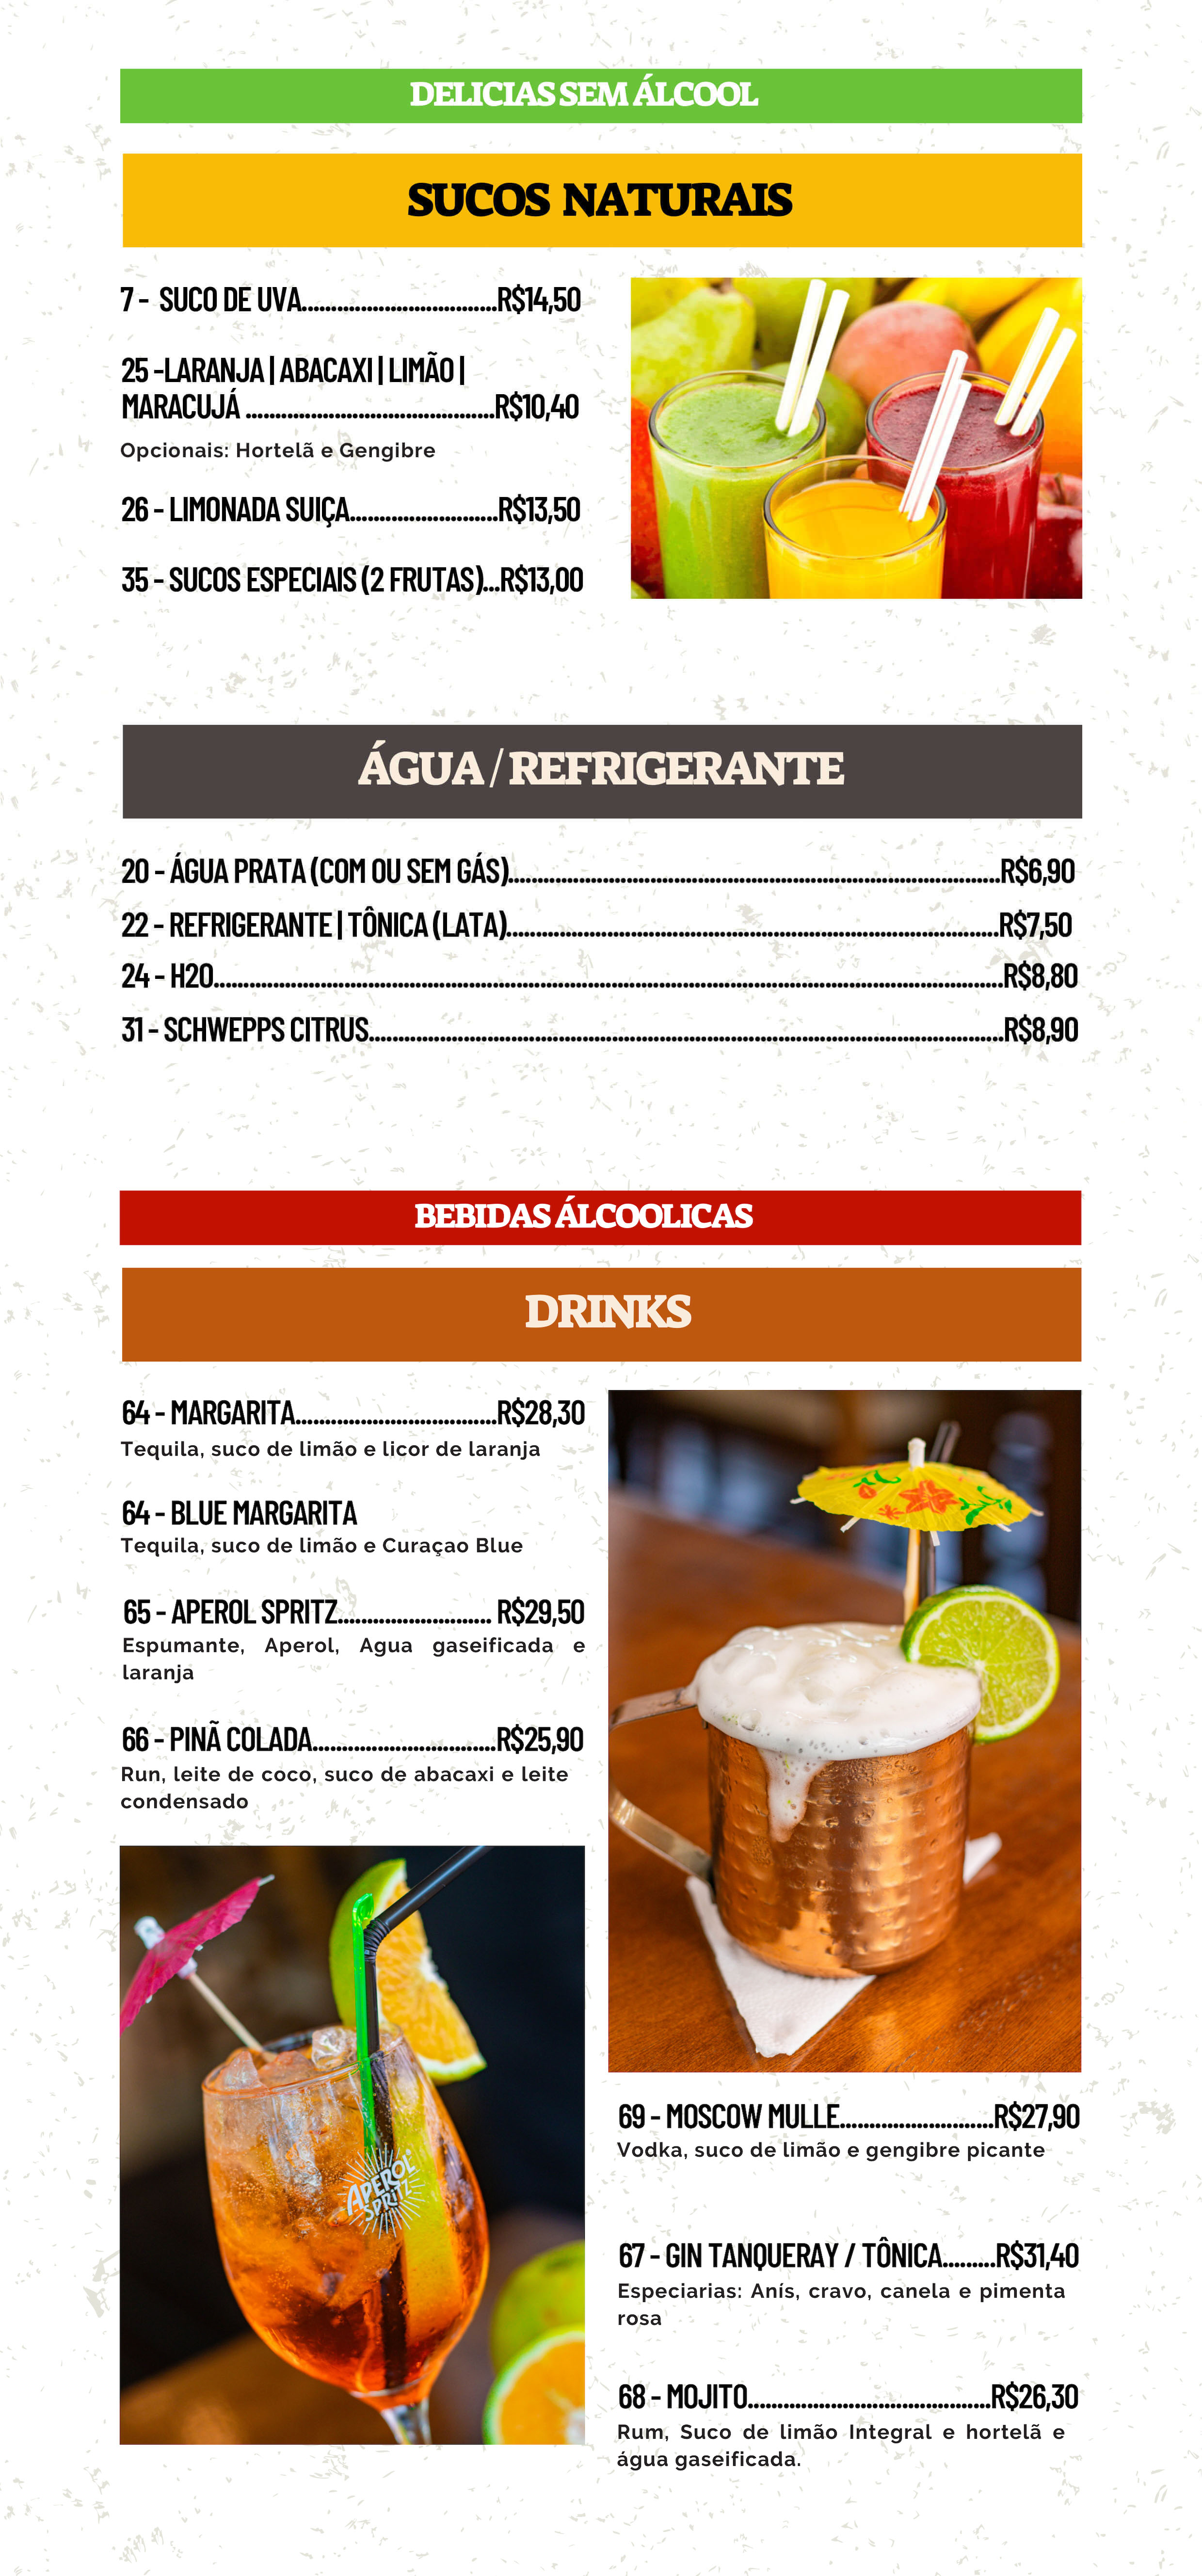 DELICIAS SEM ÁLCOOL
SUCOS NATURAIS
7 - SUCO DE UVA.................................R$14,50
25 -LARANJA | ABACAXI | LIMÃO |
MARACUJÁ ..........................................R$10,40
Opcionais: Hortelã e Gengibre
26 - LIMONADA SUIÇA.........................R$13,50
35 - SUCOS ESPECIAIS (2 FRUTAS)...R$13,00
ÁGUA / REFRIGERANTE
20 - ÁGUA PRATA (COM OU SEM GÁS)...................................................................................R$6,90
22 - REFRIGERANTE | TÔNICA (LATA)...................................................................................R$7,50
24 - H2O.....................................................................................................................................R$8,80
31 - SCHWEPPS CITRUS...........................................................................................................R$8,90
BEBIDAS ÁLCOOLICAS
DRINKS
64 - MARGARITA..................................R$28,30
Tequila, suco de limão e licor de laranja
64 - BLUE MARGARITA
Tequila, suco de limão e Curaçao Blue
65 - APEROL SPRITZ.......................... R$29,50
Espumante, Aperol, Agua gaseificada e
laranja
66 - PINÃ COLADA...............................R$25,90
Run, leite de coco, suco de abacaxi e leite
condensado
APEROL
SPRITZ
69 - MOSCOW MULLE..........................R$27,90
Vodka, suco de limão e gengibre picante
67 - GIN TANQUERAY / TÔNICA.........R$31,40
Especiarias: Anís, cravo, canela e pimenta
rosa
68 - MOJITO.........................................R$26,30
Rum, Suco de limão Integral e hortelã e
água gaseificada.